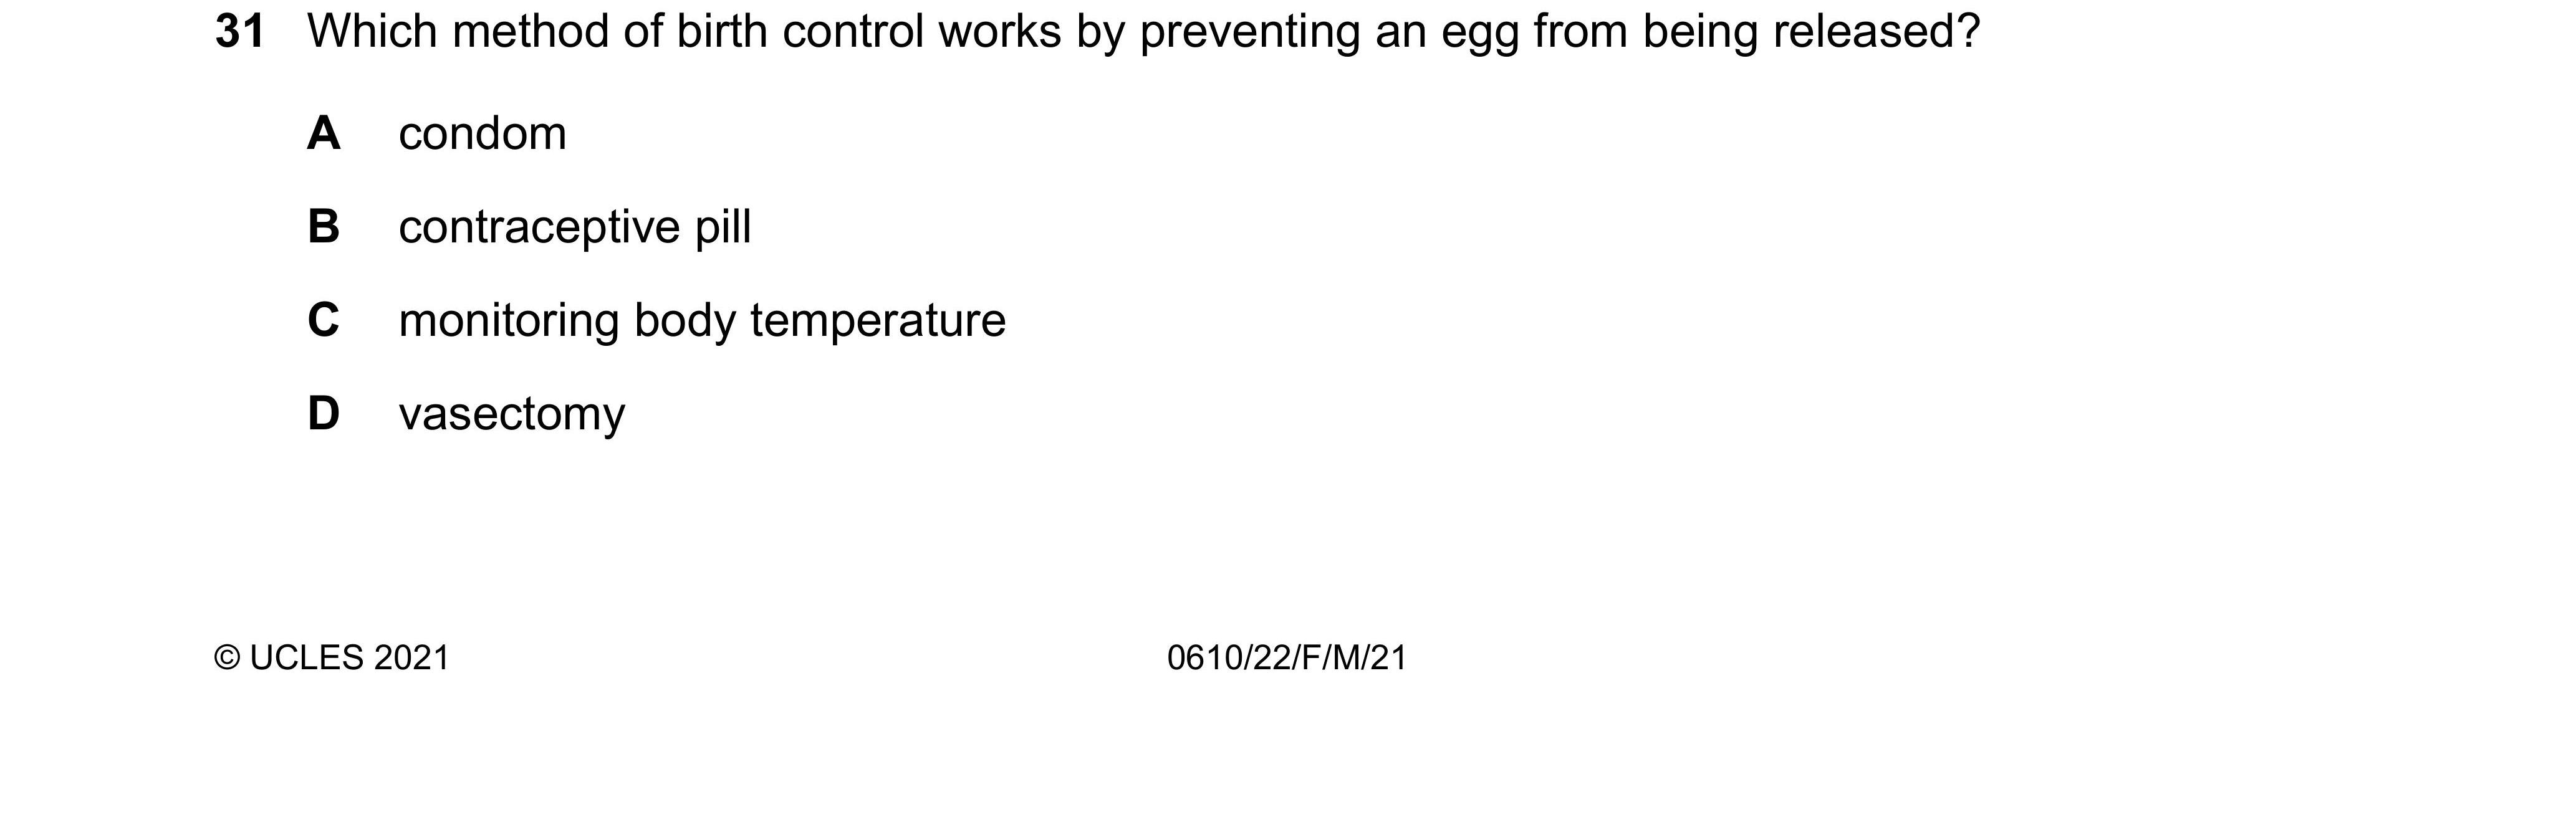 31 Which method of birth control works by preventing an egg from being released?
A condom
B contraceptive pill
C monitoring body temperature
D vasectomy
© UCLES 2021 0610/22/F/M/21